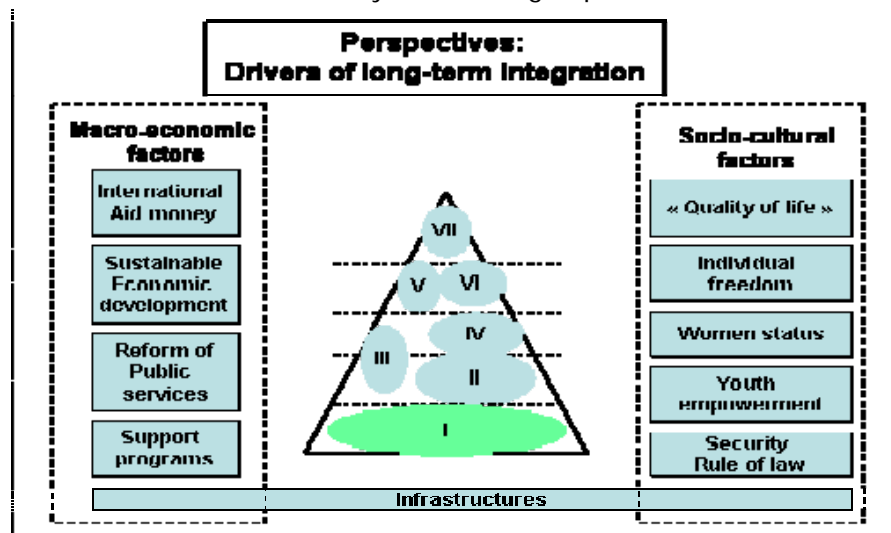 Perspectives:
Drivers of long-term integration
Macro-economic
factors
International
Aid money
Sustainable
Economic
development
Reform of
Public
services
Support
programs
VII
V
VI
IV
III
II
I
Socio-cultural
factors
« Quality of life »
Individual
freedom
Women status
Youth
empowerment
Security
Rule of law
Infrastructures